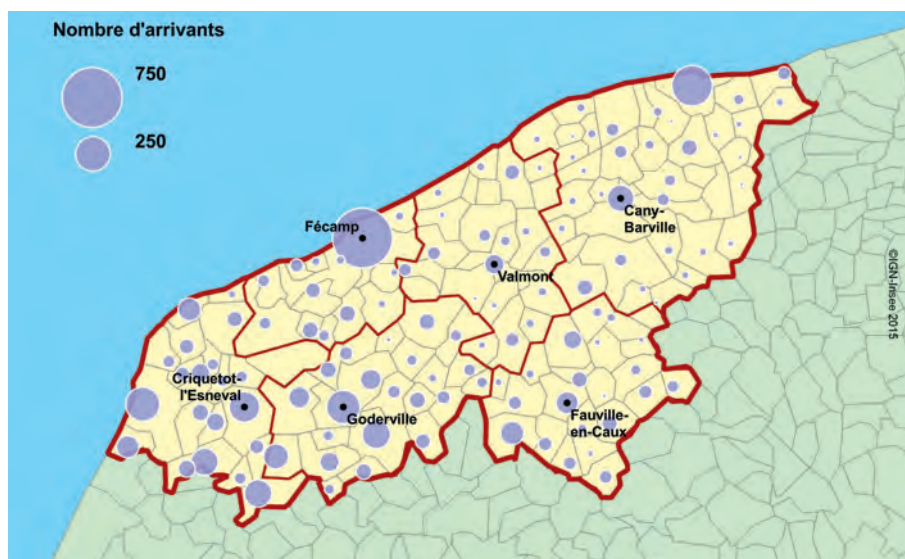 Nombre d'arrivants
750
250
Fécamp
Cany-
Barville
Valmont
©IGN-Insee 2015
Criquetot-
l'Esneval
Goderville
Fauville-
en-Caux